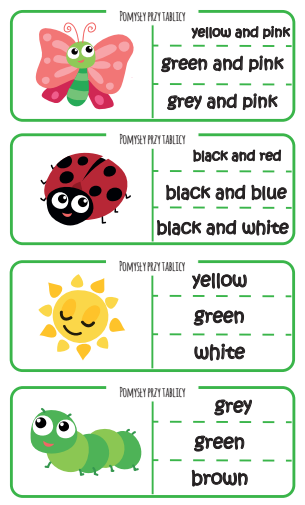 POMYSŁY PRZY TABLICY
yellow and pink
green and pink
grey and pink
POMYSŁY PRZY TABLICY
black and red
black and blue
black and white
POMYSŁY PRZY TABLICY
yellow
green
white
POMYSŁY PRZY TABLICY
grey
green
brown